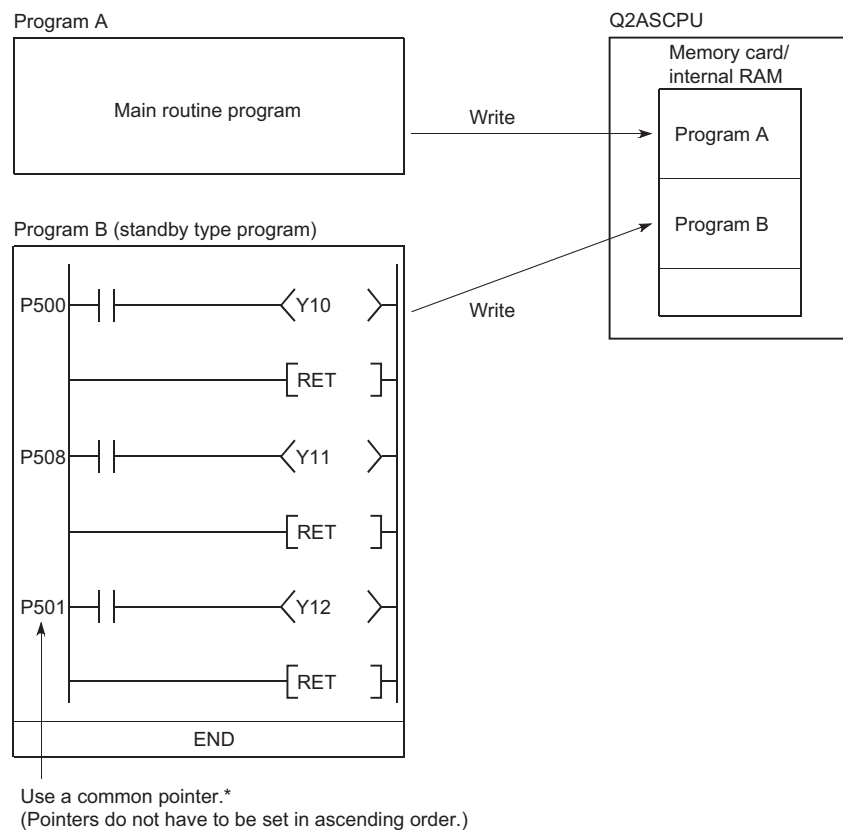 Program A
Main routine program
Write
Q2ASCPU
Memory card/
internal RAM
Program A
Program B
Program B (standby type program)
P500
Y10
RET
Write
P508
Y11
RET
P501
Y12
RET
END
Use a common pointer.*
(Pointers do not have to be set in ascending order.)